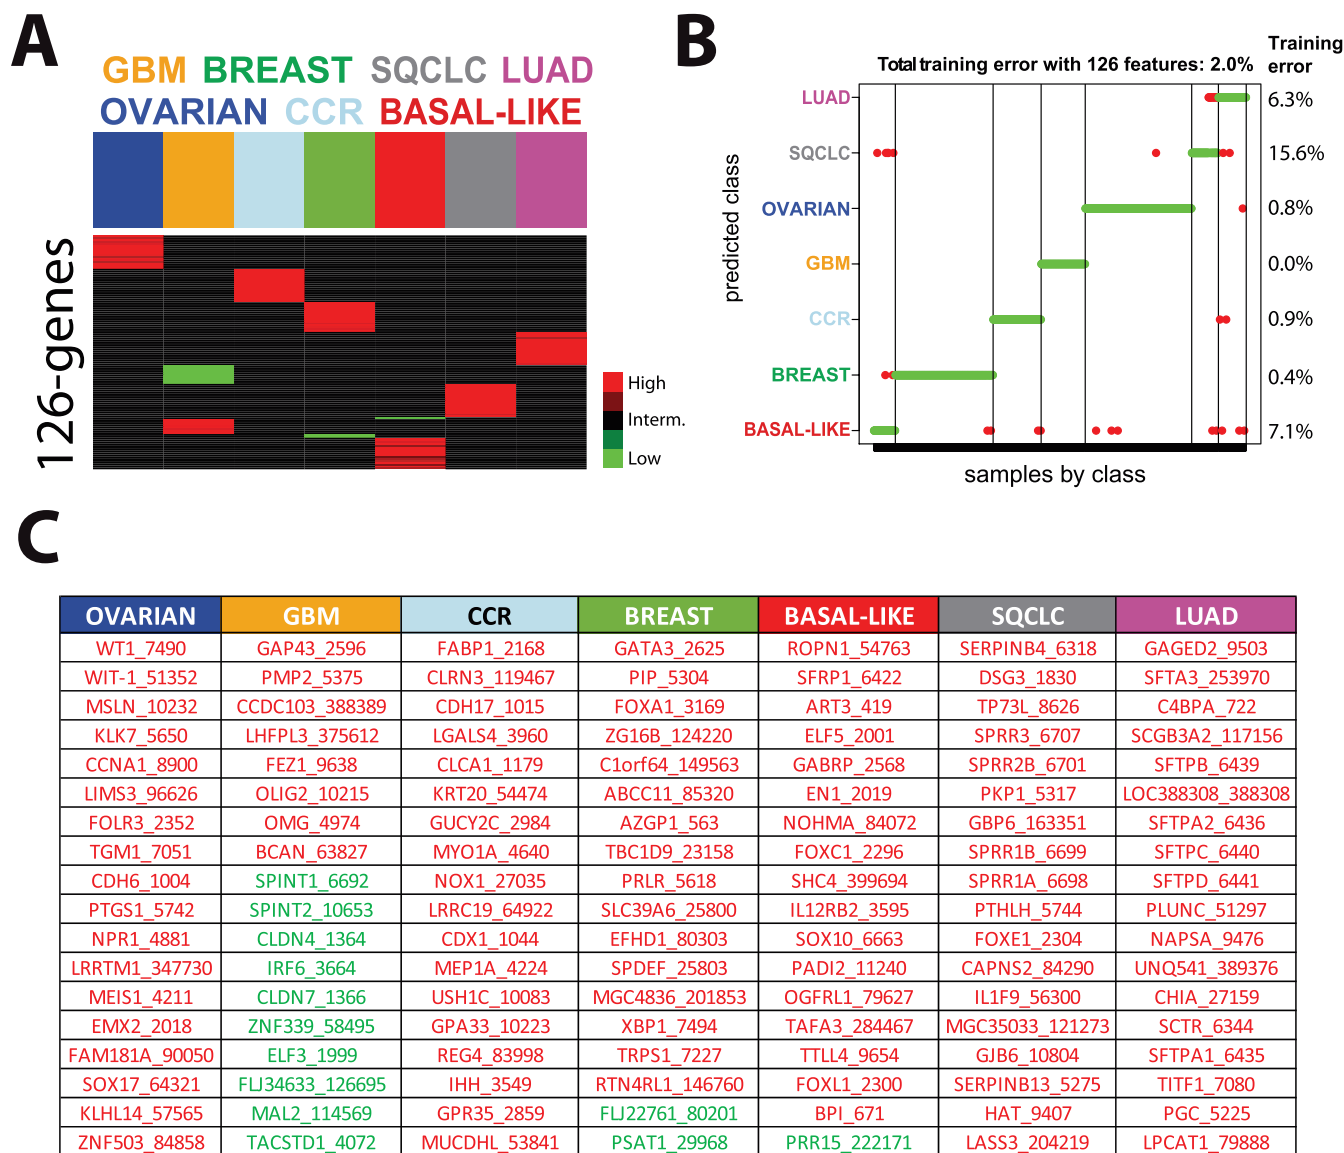 A
GBM BREAST SQCLC LUAD
OVARIAN CCR BASAL-LIKE
126-genes
High
Interm.
Low
B
Total training error with 126 features: 2.0%
Training
error
predicted class
LUAD 6.3%
SQCLC 15.6%
OVARIAN 0.8%
GBM 0.0%
CCR 0.9%
BREAST 0.4%
BASAL-LIKE 7.1%
samples by class
C
OVARIAN GBM CCR BREAST BASAL-LIKE SQCLC LUAD
WT1_7490 GAP43_2596 FABP1_2168 GATA3_2625 ROPN1_54763 SERPINB4_6318 GAGED2_9503
WIT-1_51352 PMP2_5375 CLRN3_119467 PIP_5304 SFRP1_6422 DSG3_1830 SFTA3_253970
MSLN_10232 CCDC103_388389 CDH17_1015 FOXA1_3169 ART3_419 TP73L_8626 C4BPA_722
KLK7_5650 LHFPL3_375612 LGALS4_3960 ZG16B_124220 ELF5_2001 SPRR3_6707 SCGB3A2_117156
CCNA1_8900 FEZ1_9638 CLCA1_1179 C1orf64_149563 GABRP_2568 SPRR2B_6701 SFTPB_6439
LIMS3_96626 OLIG2_10215 KRT20_54474 ABCC11_85320 EN1_2019 PKP1_5317 LOC388308_388308
FOLR3_2352 OMG_4974 GUCY2C_2984 AZGP1_563 NOHMA_84072 GBP6_163351 SFTPA2_6436
TGM1_7051 BCAN_63827 MYO1A_4640 TBC1D9_23158 FOXC1_2296 SPRR1B_6699 SFTPC_6440
CDH6_1004 SPINT1_6692 NOX1_27035 PRLR_5618 SHC4_399694 SPRR1A_6698 SFTPD_6441
PTGS1_5742 SPINT2_10653 LRRC19_64922 SLC39A6_25800 IL12RB2_3595 PTHLH_5744 PLUNC_51297
NPR1_4881 CLDN4_1364 CDX1_1044 EFHD1_80303 SOX10_6663 FOXE1_2304 NAPSA_9476
LRRTM1_347730 IRF6_3664 MEP1A_4224 SPDEF_25803 PADI2_11240 CAPNS2_84290 UNQ541_389376
MEIS1_4211 CLDN7_1366 USH1C_10083 MGC4836_201853 OGFRL1_79627 IL1F9_56300 CHIA_27159
EMX2_2018 ZNF339_58495 GPA33_10223 XBP1_7494 TAFA3_284467 MGC35033_121273 SCTR_6344
FAM181A_90050 ELF3_1999 REG4_83998 TRPS1_7227 TTLL4_9654 GJB6_10804 SFTPA1_6435
SOX17_64321 FLJ34633_126695 IHH_3549 RTN4RL1_146760 FOXL1_2300 SERPINB13_5275 TITF1_7080
KLHL14_57565 MAL2_114569 GPR35_2859 FLJ22761_80201 BPI_671 HAT_9407 PGC_5225
ZNF503_84858 TACSTD1_4072 MUCDHL_53841 PSAT1_29968 PRR15_222171 LASS3_204219 LPCAT1_79888